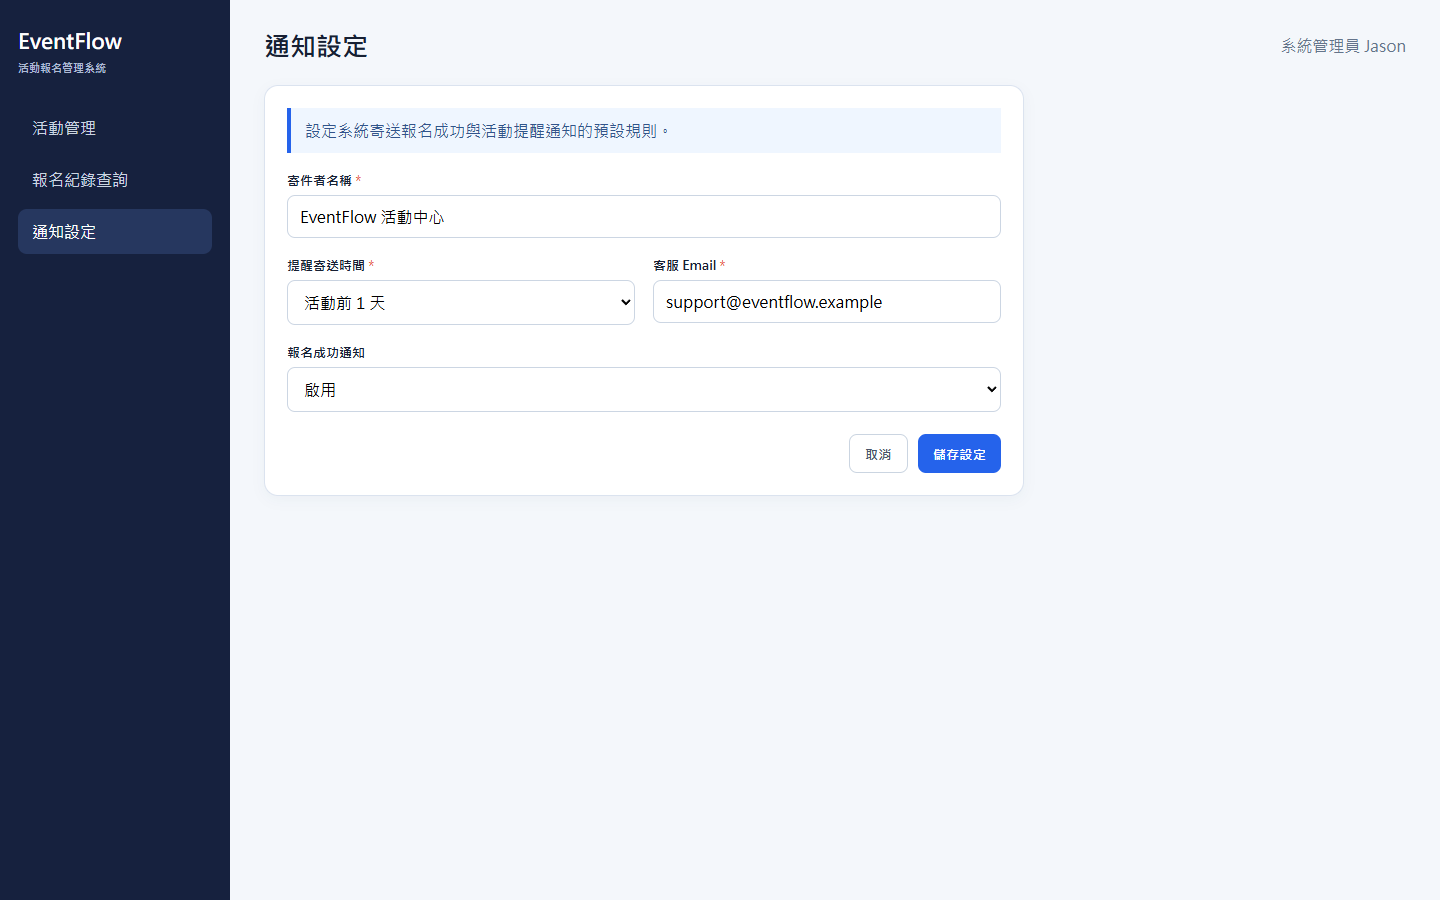 EventFlow
活動報名管理系統
活動管理
報名紀錄查詢
通知設定
通知設定
系統管理員 Jason
設定系統寄送報名成功與活動提醒通知的預設規則。
寄件者名稱 *
EventFlow 活動中心
提醒寄送時間 *
客服 Email *
活動前 1 天
support@eventflow.example
報名成功通知
啟用
取消
儲存設定